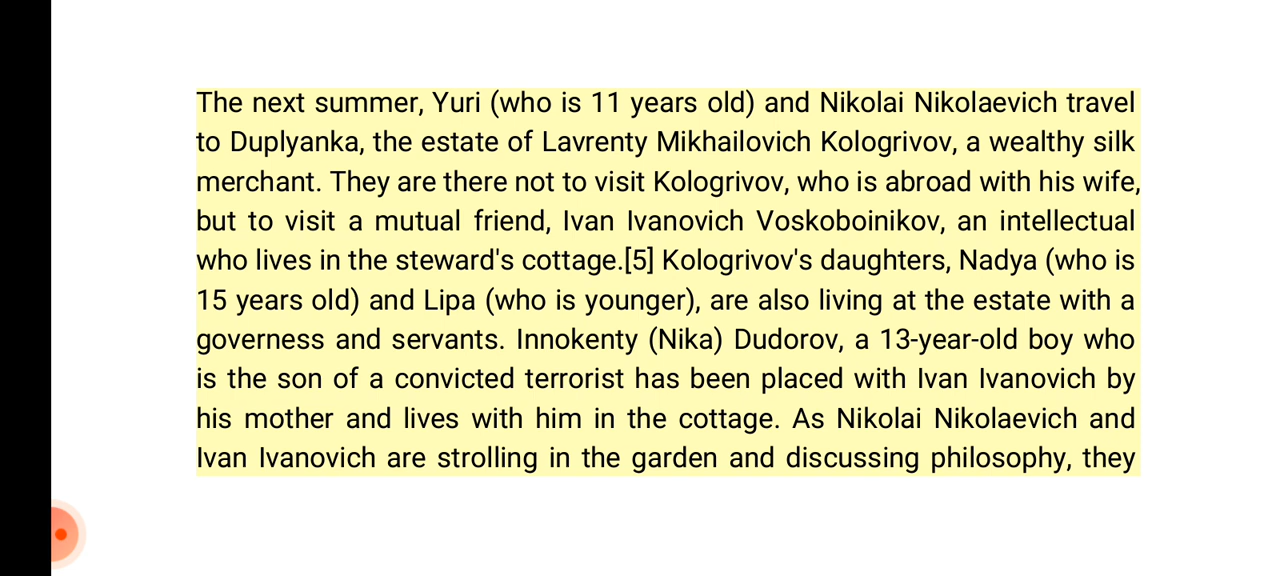 The next summer, Yuri (who is 11 years old) and Nikolai Nikolaevich travel
to Duplyanka, the estate of Lavrenty Mikhailovich Kologrivov, a wealthy silk
merchant. They are there not to visit Kologrivov, who is abroad with his wife,
but to visit a mutual friend, Ivan Ivanovich Voskoboinikov, an intellectual
who lives in the steward's cottage.[5] Kologrivov's daughters, Nadya (who is
15 years old) and Lipa (who is younger), are also living at the estate with a
governess and servants. Innokenty (Nika) Dudorov, a 13-year-old boy who
is the son of a convicted terrorist has been placed with Ivan Ivanovich by
his mother and lives with him in the cottage. As Nikolai Nikolaevich and
Ivan Ivanovich are strolling in the garden and discussing philosophy, they